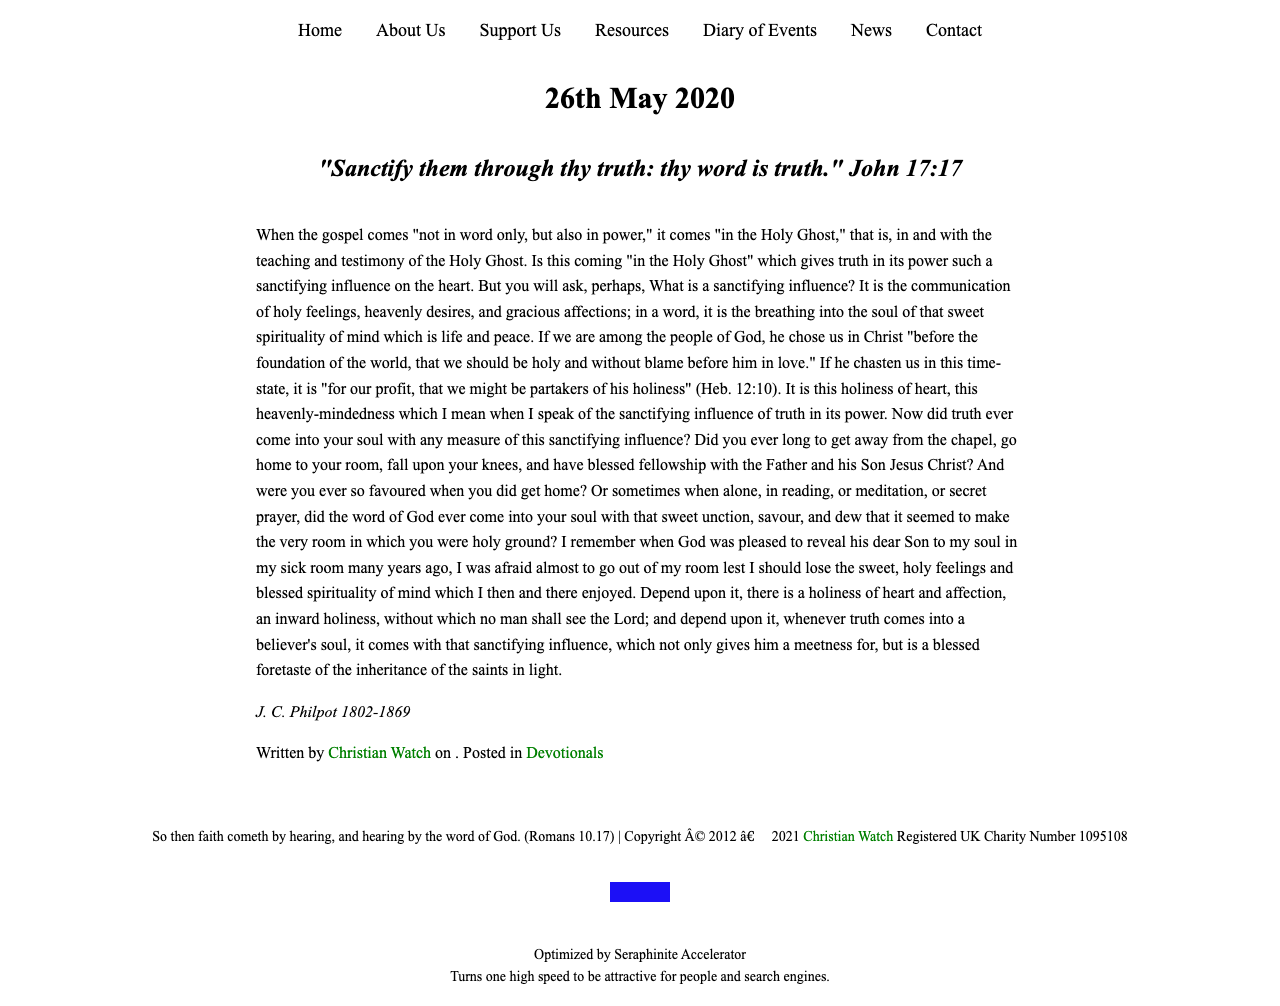 Home About Us Support Us Resources Diary of Events News Contact
26th May 2020
"Sanctify them through thy truth: thy word is truth." John 17:17
When the gospel comes "not in word only, but also in power," it comes "in the Holy Ghost," that is, in and with the
teaching and testimony of the Holy Ghost. Is this coming "in the Holy Ghost" which gives truth in its power such a
sanctifying influence on the heart. But you will ask, perhaps, What is a sanctifying influence? It is the communication
of holy feelings, heavenly desires, and gracious affections; in a word, it is the breathing into the soul of that sweet
spirituality of mind which is life and peace. If we are among the people of God, he chose us in Christ "before the
foundation of the world, that we should be holy and without blame before him in love." If he chasten us in this time-
state, it is "for our profit, that we might be partakers of his holiness" (Heb. 12:10). It is this holiness of heart, this
heavenly-mindedness which I mean when I speak of the sanctifying influence of truth in its power. Now did truth ever
come into your soul with any measure of this sanctifying influence? Did you ever long to get away from the chapel, go
home to your room, fall upon your knees, and have blessed fellowship with the Father and his Son Jesus Christ? And
were you ever so favoured when you did get home? Or sometimes when alone, in reading, or meditation, or secret
prayer, did the word of God ever come into your soul with that sweet unction, savour, and dew that it seemed to make
the very room in which you were holy ground? I remember when God was pleased to reveal his dear Son to my soul in
my sick room many years ago, I was afraid almost to go out of my room lest I should lose the sweet, holy feelings and
blessed spirituality of mind which I then and there enjoyed. Depend upon it, there is a holiness of heart and affection,
an inward holiness, without which no man shall see the Lord; and depend upon it, whenever truth comes into a
believer's soul, it comes with that sanctifying influence, which not only gives him a meetness for, but is a blessed
foretaste of the inheritance of the saints in light.
J. C. Philpot 1802-1869
Written by Christian Watch on . Posted in Devotionals
So then faith cometh by hearing, and hearing by the word of God. (Romans 10.17) | Copyright Â© 2012 â€ 2021 Christian Watch Registered UK Charity Number 1095108
Optimized by Seraphinite Accelerator
Turns one high speed to be attractive for people and search engines.